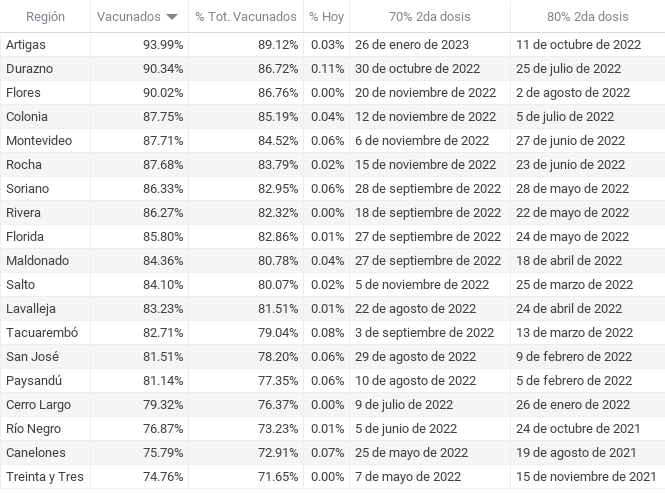 Región Vacunados % Tot. Vacunados % Hoy 70% 2da dosis 80% 2da dosis
Artigas 93.99% 89.12% 0.03% 26 de enero de 2023 11 de octubre de 2022
Durazno 90.34% 86.72% 0.11% 30 de octubre de 2022 25 de julio de 2022
Flores 90.02% 86.76% 0.00% 20 de noviembre de 2022 2 de agosto de 2022
Colonia 87.75% 85.19% 0.04% 12 de noviembre de 2022 5 de julio de 2022
Montevideo 87.71% 84.52% 0.06% 6 de noviembre de 2022 27 de junio de 2022
Rocha 87.68% 83.79% 0.02% 15 de noviembre de 2022 23 de junio de 2022
Soriano 86.33% 82.95% 0.06% 28 de septiembre de 2022 28 de mayo de 2022
Rivera 86.27% 82.32% 0.00% 18 de septiembre de 2022 22 de mayo de 2022
Florida 85.80% 82.86% 0.01% 27 de septiembre de 2022 24 de mayo de 2022
Maldonado 84.36% 80.78% 0.04% 27 de septiembre de 2022 18 de abril de 2022
Salto 84.10% 80.07% 0.02% 5 de noviembre de 2022 25 de marzo de 2022
Lavalleja 83.23% 81.51% 0.01% 22 de agosto de 2022 24 de abril de 2022
Tacuarembó 82.71% 79.04% 0.08% 3 de septiembre de 2022 13 de marzo de 2022
San José 81.51% 78.20% 0.06% 29 de agosto de 2022 9 de febrero de 2022
Paysandú 81.14% 77.35% 0.06% 10 de agosto de 2022 5 de febrero de 2022
Cerro Largo 79.32% 76.37% 0.00% 9 de julio de 2022 26 de enero de 2022
Río Negro 76.87% 73.23% 0.01% 5 de junio de 2022 24 de octubre de 2021
Canelones 75.79% 72.91% 0.07% 25 de mayo de 2022 19 de agosto de 2021
Treinta y Tres 74.76% 71.65% 0.00% 7 de mayo de 2022 15 de noviembre de 2021